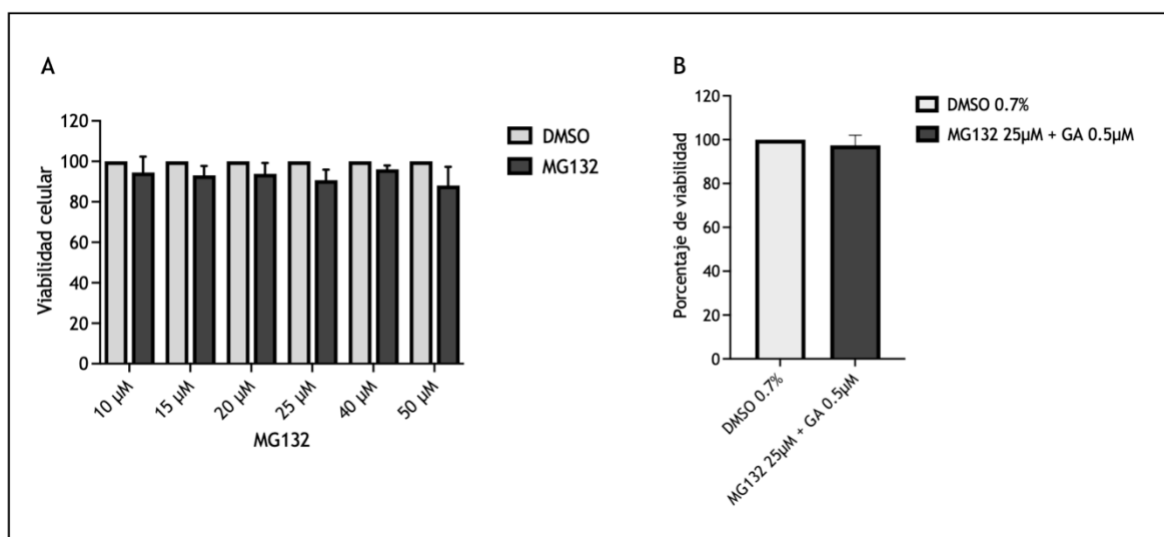 A
120
100
80
60
40
20
0
Viabilidad celular
10 µM
15 µM
20 µM
25 µM
40 µM
50 µM
MG132
DMSO
MG132
B
120
100
80
60
40
20
0
Porcentaje de viabilidad
DMSO 0.7%
MG132 25µM + GA 0.5µM
DMSO 0.7%
MG132 25µM + GA 0.5µM